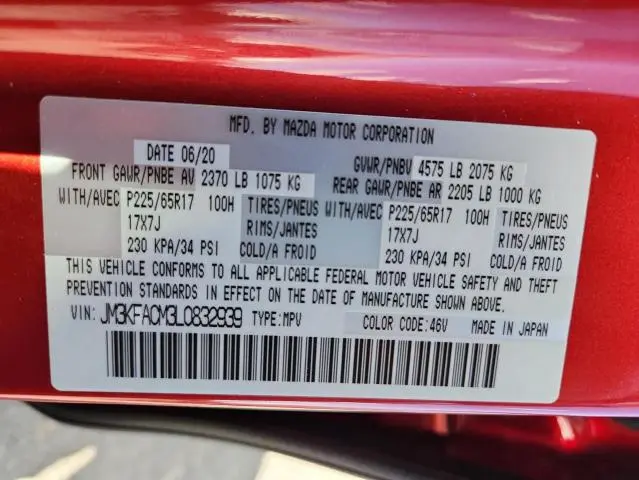 MFD. BY MAZDA MOTOR CORPORATION
DATE 06/20 GVWR/PNBV 4575 LB 2075 KG
FRONT GAWR/PNBE AV 2370 LB 1075 KG REAR GAWR/PNBE AR 2205 LB 1000 KG
WITH/AVEC P225/65R17 100H TIRES/PNEUS WITH/AVEC P225/65R17 100H TIRES/PNEUS
17X7J RIMS/JANTES 17X7J RIMS/JANTES
230 KPA/34 PSI COLD/A FROID 230 KPA/34 PSI COLD/A FROID
THIS VEHICLE CONFORMS TO ALL APPLICABLE FEDERAL MOTOR VEHICLE SAFETY AND THEFT
PREVENTION STANDARDS IN EFFECT ON THE DATE OF MANUFACTURE SHOWN ABOVE.
VIN: JM3KFACM3L0832939 TYPE:MPV COLOR CODE:46V MADE IN JAPAN